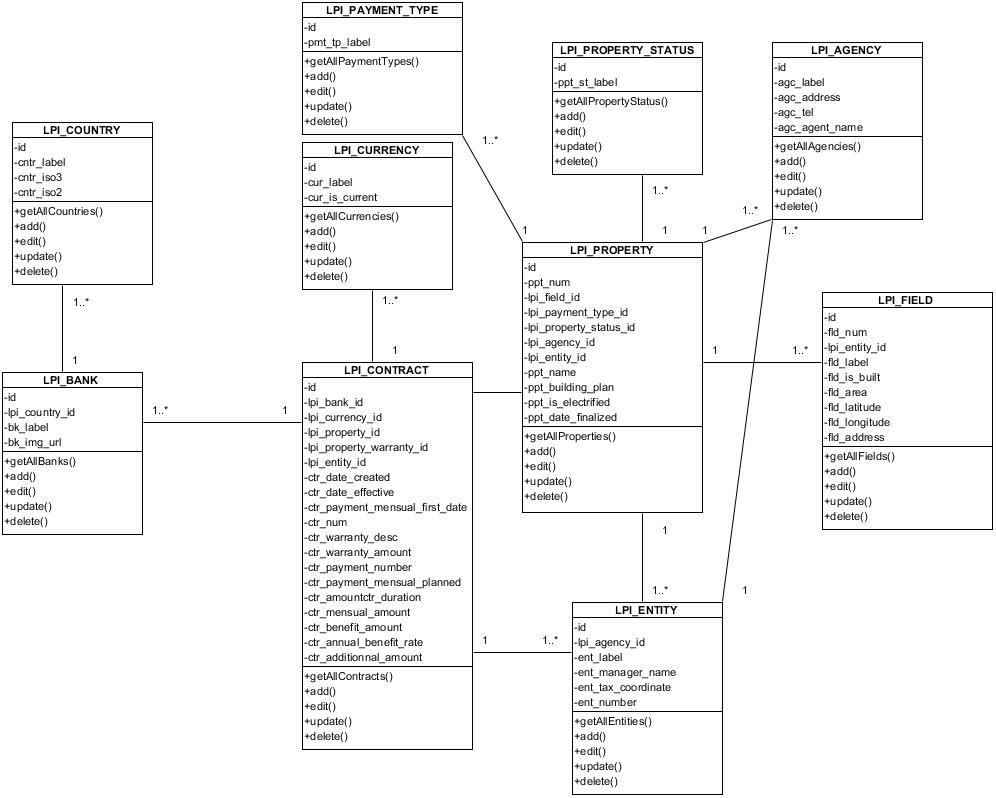 LPI_PAYMENT_TYPE
-id
-pmt_tp_label
+getAllPaymentTypes()
+add()
+edit()
+update()
+delete()
1..*
1
LPI_PROPERTY_STATUS
-id
-ppt_st_label
+getAllPropertyStatus()
+add()
+edit()
+update()
+delete()
1..*
1
LPI_AGENCY
-id
-agc_label
-agc_address
-agc_tel
-agc_agent_name
+getAllAgencies()
+add()
+edit()
+update()
+delete()
1..*
1
1..*
1
LPI_COUNTRY
-id
-cntr_label
-cntr_iso3
-cntr_iso2
+getAllCountries()
+add()
+edit()
+update()
+delete()
1..*
1
LPI_CURRENCY
-id
-cur_label
-cur_is_current
+getAllCurrencies()
+add()
+edit()
+update()
+delete()
1..*
1
LPI_PROPERTY
-id
-ppt_num
-lpi_field_id
-lpi_payment_type_id
-lpi_property_status_id
-lpi_agency_id
-lpi_entity_id
-ppt_name
-ppt_building_plan
-ppt_is_electrified
-ppt_date_finalized
+getAllProperties()
+add()
+edit()
+update()
+delete()
1
1..*
1
1..*
LPI_FIELD
-id
-fld_num
-lpi_entity_id
-fld_label
-fld_is_built
-fld_area
-fld_latitude
-fld_longitude
-fld_address
+getAllFields()
+add()
+edit()
+update()
+delete()
LPI_BANK
-id
-lpi_country_id
-bk_label
-bk_img_url
+getAllBanks()
+add()
+edit()
+update()
+delete()
1..*
1
LPI_CONTRACT
-id
-lpi_bank_id
-lpi_currency_id
-lpi_property_id
-lpi_property_warranty_id
-lpi_entity_id
-ctr_date_created
-ctr_date_effective
-ctr_payment_mensual_first_date
-ctr_num
-ctr_warranty_desc
-ctr_warranty_amount
-ctr_payment_number
-ctr_payment_mensual_planned
-ctr_amountctr_duration
-ctr_mensual_amount
-ctr_benefit_amount
-ctr_annual_benefit_rate
-ctr_additionnal_amount
+getAllContracts()
+add()
+edit()
+update()
+delete()
1
1..*
LPI_ENTITY
-id
-lpi_agency_id
-ent_label
-ent_manager_name
-ent_tax_coordinate
-ent_number
+getAllEntities()
+add()
+edit()
+update()
+delete()